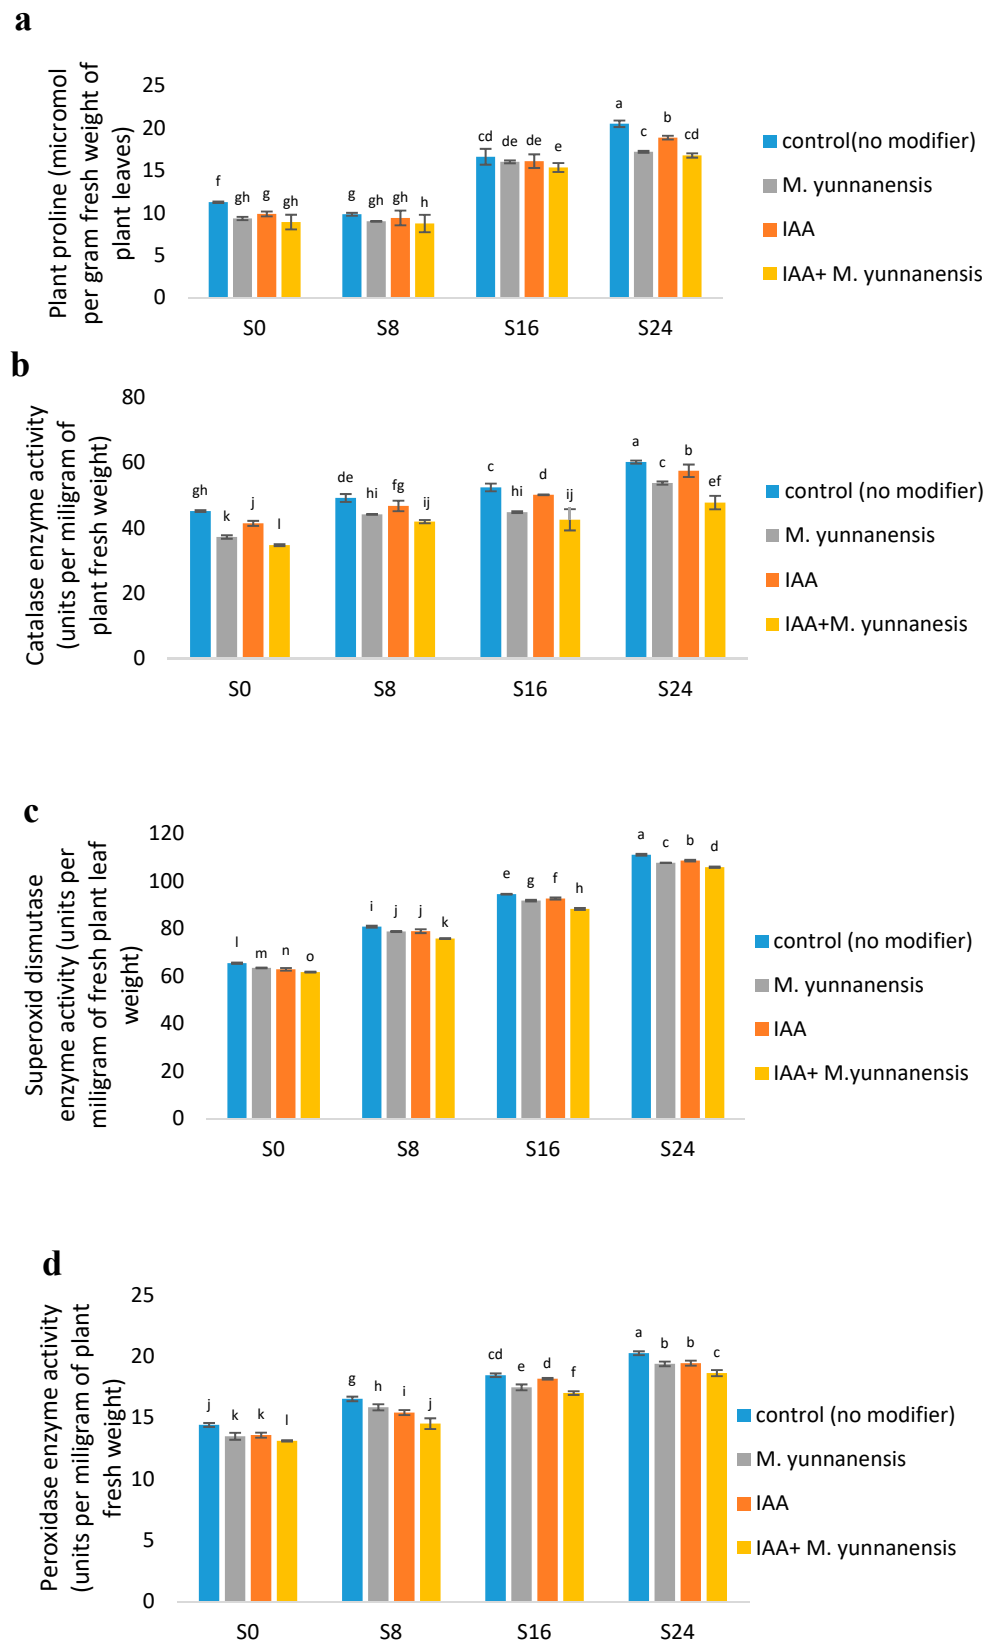 a
Plant proline (micromol
per gram fresh weight of
plant leaves)
25
20
15
10
5
0
f gh g gh
g gh gh h
cd de de e
a c b cd
S0 S8 S16 S24
control(no modifier)
M. yunnanensis
IAA
IAA+ M. yunnanensis
b
Catalase enzyme activity
(units per miligram of
plant fresh weight)
80
60
40
20
0
gh k j l
de hi fg ij
c hi d ij
a c b ef
S0 S8 S16 S24
control (no modifier)
M. yunnanensis
IAA
IAA+M. yunnanesis
c
Superoxid dismutase
enzyme activity (units per
miligram of fresh plant leaf
weight)
120
100
80
60
40
20
0
l m n o
i j j k
e g f h
a c b d
S0 S8 S16 S24
control (no modifier)
M. yunnanensis
IAA
IAA+ M.yunnanensis
d
Peroxidase enzyme activity
(units per miligram of plant
fresh weight)
25
20
15
10
5
0
j k k l
g h i j
cd e d f
a b b c
S0 S8 S16 S24
control (no modifier)
M. yunnanensis
IAA
IAA+ M. yunnanensis